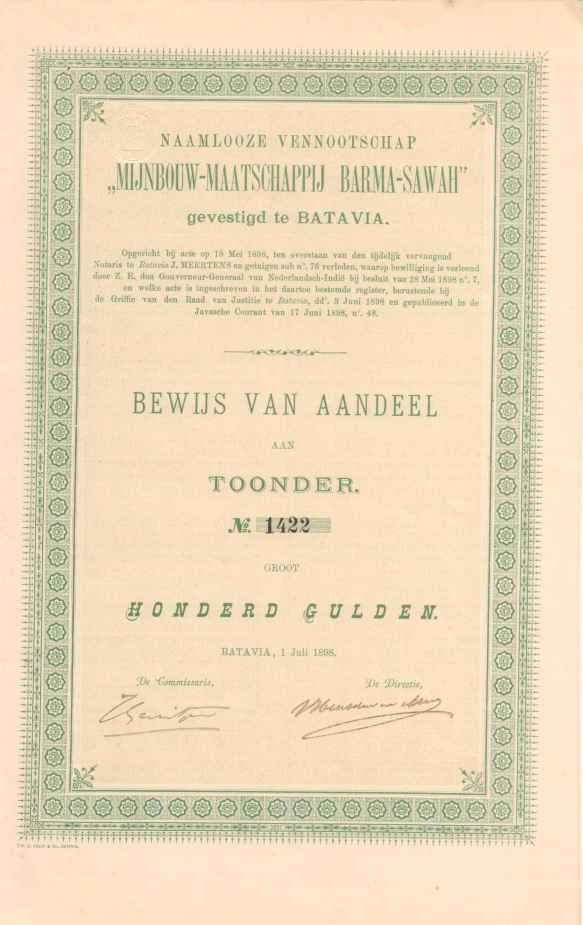 NAAMLOOZE VENNOOTSCHAP
„MIJNBOUW-MAATSCHAPPIJ BARMA-SAWAH"
gevestigd te BATAVIA.
Opgericht bij acte op 18 Mei 1898, ten overstaan van den tijdelijk vervangend
Notaris te Batavia J. MEERTENS en getuigen sub nº. 76 verleden, waarop bewilliging is verleend
door Z. E. den Gouverneur-Generaal van Nederlandsch-Indië bij besluit van 28 Mei 1898 nº. 7,
en welke acte is ingeschreven in het daartoe bestemde register, berustende bij
de Griffie van den Raad van Justitie te Batavia, dd°. 3 Juni 1898 en gepubliceerd in de
Javasche Courant van 17 Juni 1898, nº. 48.
BEWIJS VAN AANDEEL
AAN
TOONDER.
№. 1422
GROOT
HONDERD GULDEN.
BATAVIA, 1 Juli 1898.
De Commissaris, De Directie,